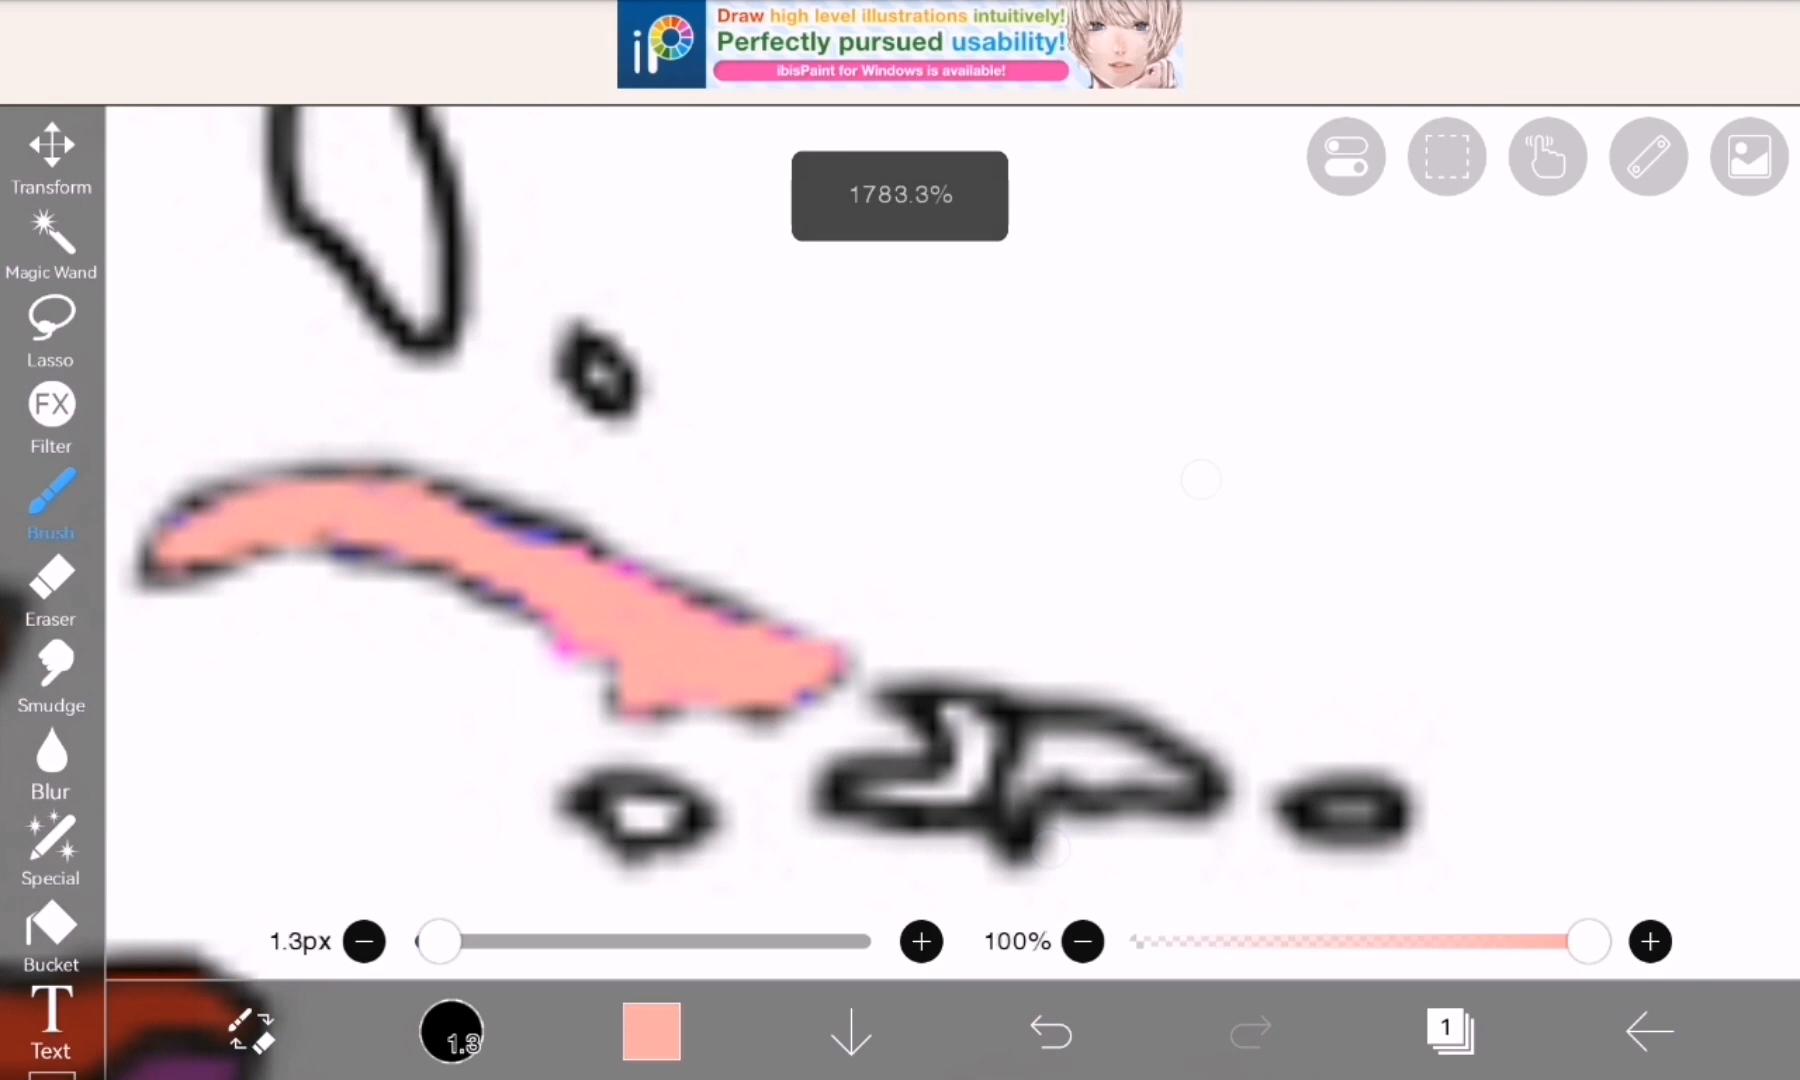 iP
Draw high level illustrations intuitively!
Perfectly pursued usability!
ibisPaint for Windows is available!
1783.3%
Transform
Magic Wand
Lasso
FX
Filter
Brush
Eraser
Smudge
Blur
Special
Bucket
T
Text
1.3px
100%
1.3
1